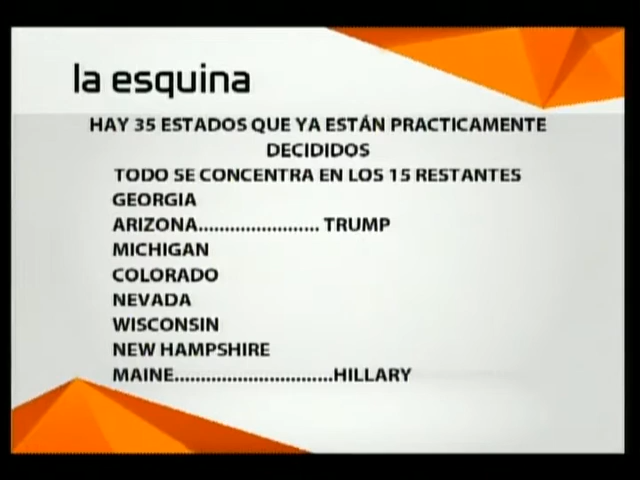 la esquina
HAY 35 ESTADOS QUE YA ESTÁN PRACTICAMENTE
DECIDIDOS
TODO SE CONCENTRA EN LOS 15 RESTANTES
GEORGIA
ARIZONA....................... TRUMP
MICHIGAN
COLORADO
NEVADA
WISCONSIN
NEW HAMPSHIRE
MAINE..............................HILLARY